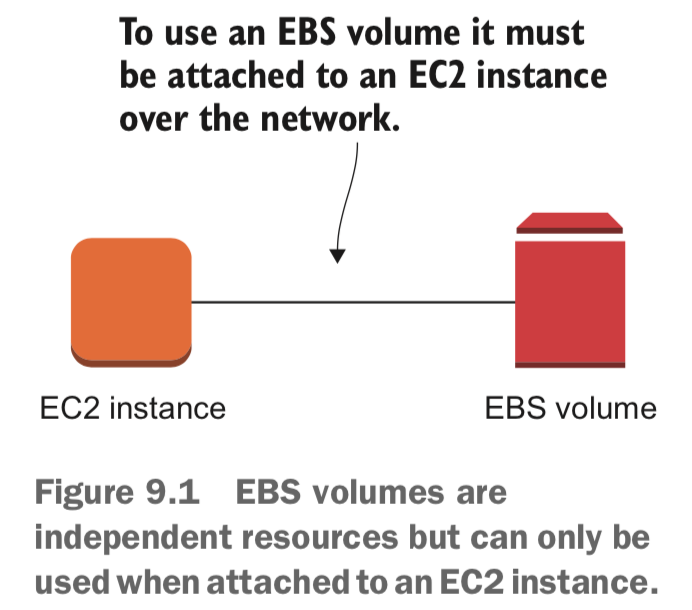 To use an EBS volume it must
be attached to an EC2 instance
over the network.
EC2 instance
EBS volume
Figure 9.1 EBS volumes are
independent resources but can only be
used when attached to an EC2 instance.